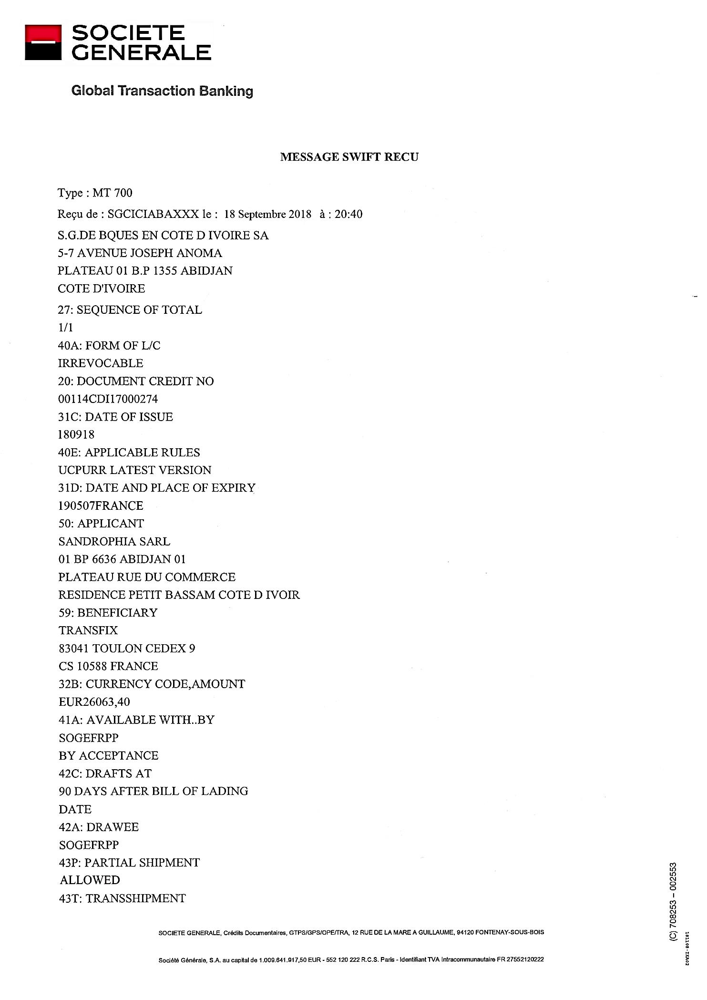 SOCIETE
GENERALE
Global Transaction Banking
MESSAGE SWIFT RECU
Type : MT 700
Reçu de : SGCICIABAXXX le : 18 Septembre 2018 à : 20:40
S.G.DE BQUES EN COTE D IVOIRE SA
5-7 AVENUE JOSEPH ANOMA
PLATEAU 01 B.P 1355 ABIDJAN
COTE D'IVOIRE
27: SEQUENCE OF TOTAL
1/1
40A: FORM OF L/C
IRREVOCABLE
20: DOCUMENT CREDIT NO
00114CDI17000274
31C: DATE OF ISSUE
180918
40E: APPLICABLE RULES
UCPURR LATEST VERSION
31D: DATE AND PLACE OF EXPIRY
190507FRANCE
50: APPLICANT
SANDROPHIA SARL
01 BP 6636 ABIDJAN 01
PLATEAU RUE DU COMMERCE
RESIDENCE PETIT BASSAM COTE D IVOIR
59: BENEFICIARY
TRANSFIX
83041 TOULON CEDEX 9
CS 10588 FRANCE
32B: CURRENCY CODE,AMOUNT
EUR26063,40
41A: AVAILABLE WITH..BY
SOGEFRPP
BY ACCEPTANCE
42C: DRAFTS AT
90 DAYS AFTER BILL OF LADING
DATE
42A: DRAWEE
SOGEFRPP
43P: PARTIAL SHIPMENT
ALLOWED
43T: TRANSSHIPMENT
SOCIETE GENERALE, Crédits Documentaires, GTPS/GPS/OPE/TRA, 12 RUE DE LA MARE A GUILLAUME, 94120 FONTENAY-SOUS-BOIS
Société Générale, S.A. au capital de 1.009.641.917,50 EUR - 552 120 222 R.C.S. Paris - Identifiant TVA Intracommunautaire FR 27552120222
(C) 708253 – 002553
181108-IXA02